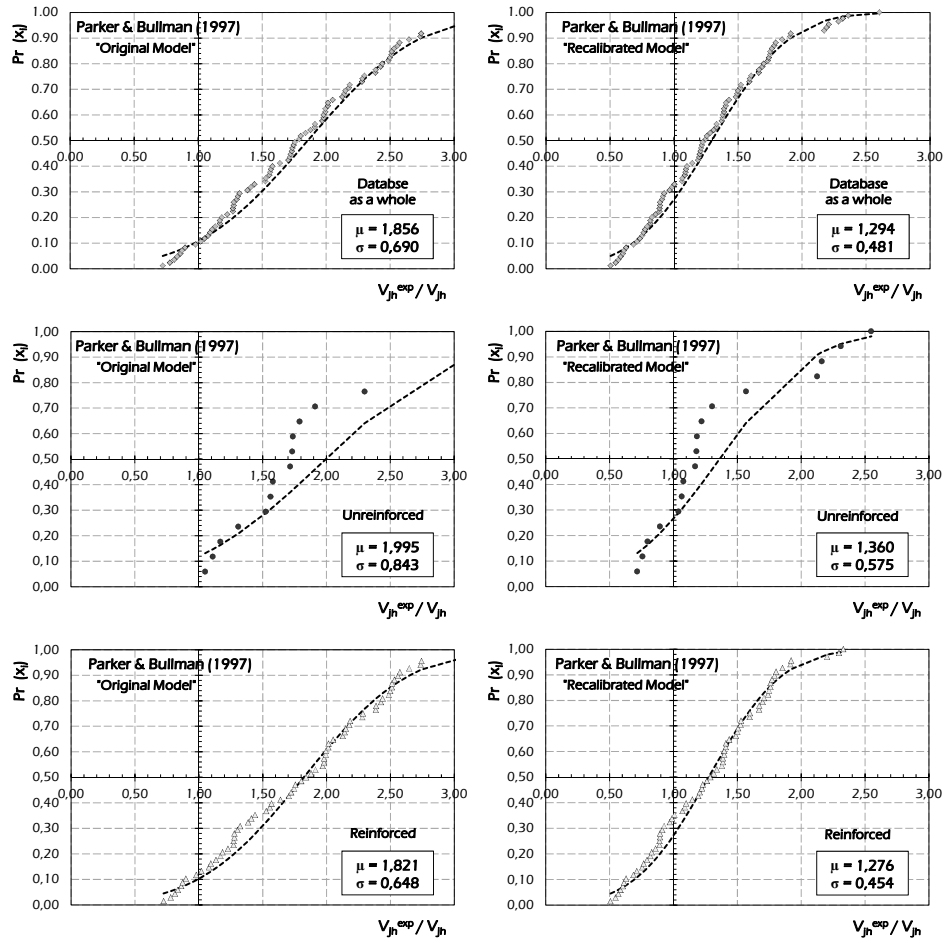 Parker & Bullman (1997)
"Original Model"
Pr (xi)
1.00
0.90
0.80
0.70
0.60
0.50
0.40
0.30
0.20
0.10
0.00
0.00 0.50 1.00 1.50 2.00 2.50 3.00
Databse
as a whole
μ = 1,856
σ = 0,690
Vjh exp / Vjh
Parker & Bullman (1997)
"Recalibrated Model"
Pr (xi)
1.00
0.90
0.80
0.70
0.60
0.50
0.40
0.30
0.20
0.10
0.00
0.00 0.50 1.00 1.50 2.00 2.50 3.00
Databse
as a whole
μ = 1,294
σ = 0,481
Vjh exp / Vjh
Parker & Bullman (1997)
"Original Model"
Pr (xi)
1,00
0,90
0,80
0,70
0,60
0,50
0,40
0,30
0,20
0,10
0,00
0,00 0,50 1,00 1,50 2,00 2,50 3,00
Unreinforced
μ = 1,995
σ = 0,843
Vjh exp / Vjh
Parker & Bullman (1997)
"Recalibrated Model"
Pr (xi)
1,00
0,90
0,80
0,70
0,60
0,50
0,40
0,30
0,20
0,10
0,00
0,00 0,50 1,00 1,50 2,00 2,50 3,00
Unreinforced
μ = 1,360
σ = 0,575
Vjh exp / Vjh
Parker & Bullman (1997)
"Original Model"
Pr (xi)
1,00
0,90
0,80
0,70
0,60
0,50
0,40
0,30
0,20
0,10
0,00
0,00 0,50 1,00 1,50 2,00 2,50 3,00
Reinforced
μ = 1,821
σ = 0,648
Vjh exp / Vjh
Parker & Bullman (1997)
"Recalibrated Model"
Pr (xi)
1,00
0,90
0,80
0,70
0,60
0,50
0,40
0,30
0,20
0,10
0,00
0,00 0,50 1,00 1,50 2,00 2,50 3,00
Reinforced
μ = 1,276
σ = 0,454
Vjh exp / Vjh